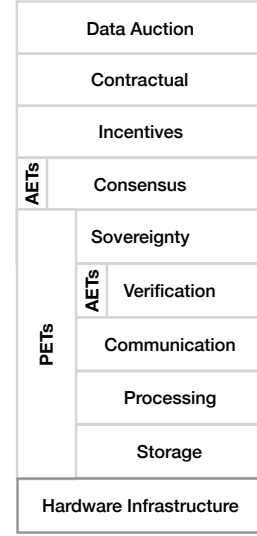 Data Auction
Contractual
Incentives
AETs
Consensus
PETs
Sovereignty
AETs
Verification
Communication
Processing
Storage
Hardware Infrastructure